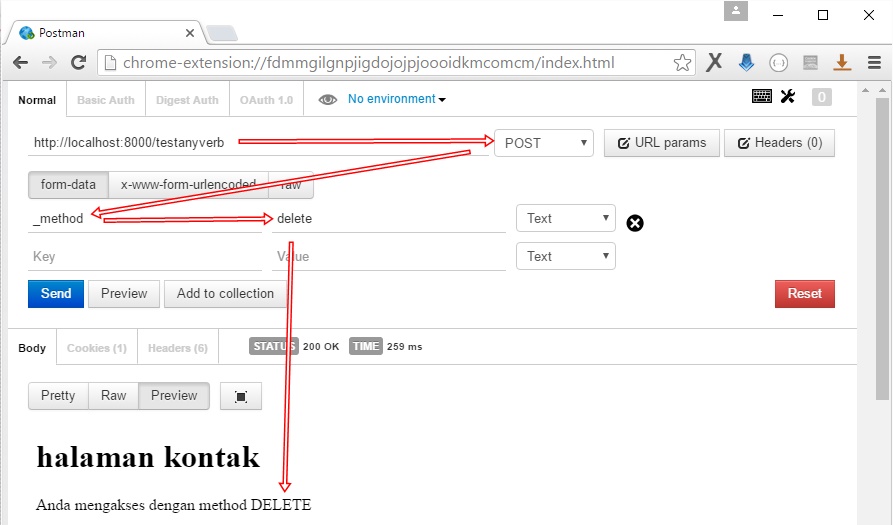 Postman
chrome-extension://fdmmgilgnpjigdojojpjoooidkmcomcm/index.html
Normal Basic Auth Digest Auth OAuth 1.0 No environment 0
http://localhost:8000/testanyverb POST URL params Headers (0)
form-data x-www-form-urlencoded raw
_method delete Text
Key Value Text
Send Preview Add to collection Reset
Body Cookies (1) Headers (6) STATUS 200 OK TIME 259 ms
Pretty Raw Preview
halaman kontak
Anda mengakses dengan method DELETE